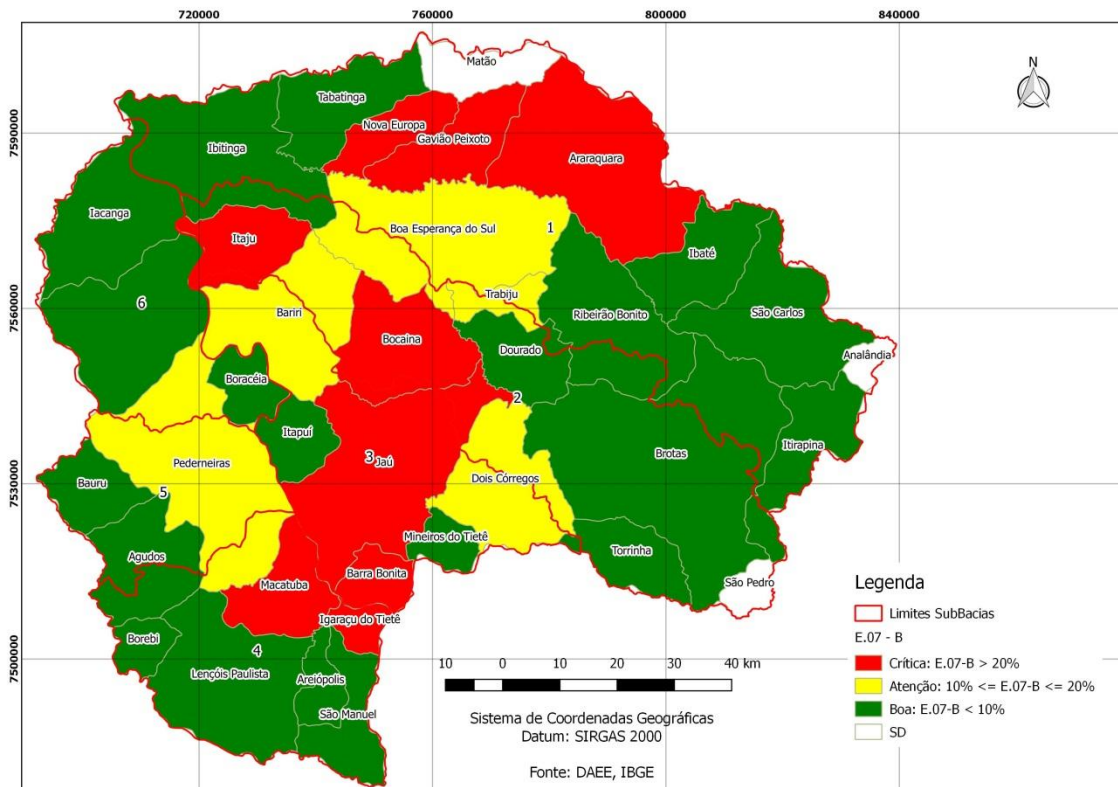 720000 760000 800000 840000
7590000
7560000
7530000
7500000
N
Matão
Tabatinga
Nova Europa
Gavião Peixoto
Ibitinga
Araraquara
Iacanga
Itaju
Boa Esperança do Sul
1
Ibaté
6
Bariri
Trabiju
Ribeirão Bonito
São Carlos
Bocaina
Dourado
Analândia
Boracéia
2
Itapuí
Itirapina
Pederneiras
3
Jaú
Brotas
Dois Córregos
Bauru
5
Mineiros do Tietê
Agudos
Torrinha
Barra Bonita
São Pedro
Macatuba
Igaraçu do Tietê
Borebi
4
Lençóis Paulista
Areiópolis
São Manuel
10 0 10 20 30 40 km
Sistema de Coordenadas Geográficas
Datum: SIRGAS 2000
Fonte: DAEE, IBGE
Legenda
Limites SubBacias
E.07 - B
Crítica: E.07-B > 20%
Atenção: 10% <= E.07-B <= 20%
Boa: E.07-B < 10%
SD